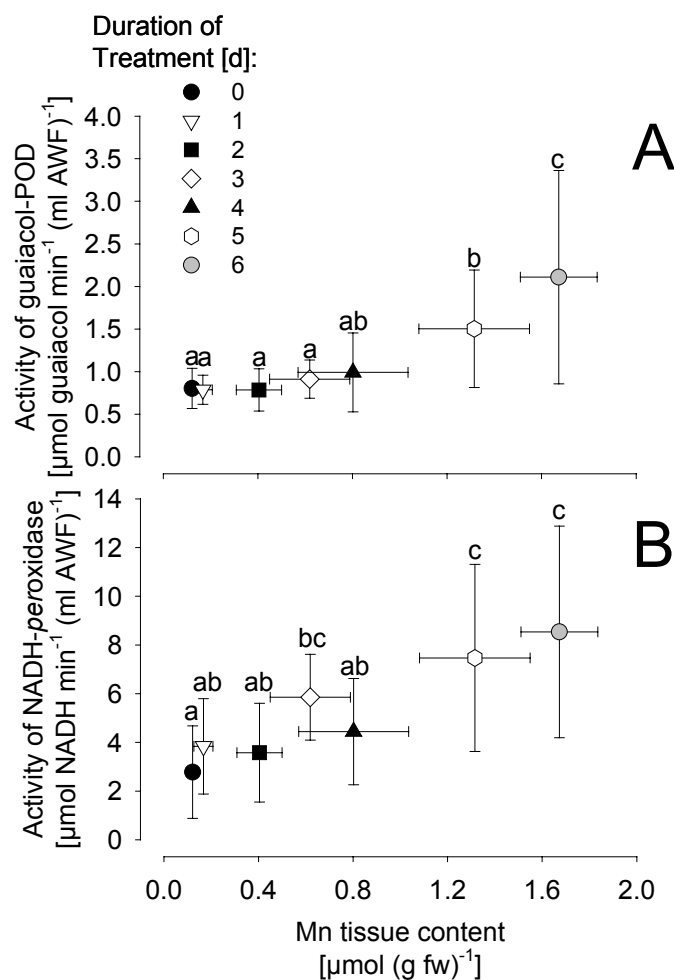 Duration of
Treatment [d]:
0
1
2
3
4
5
6
A
Activity of guaiacol-POD
[µmol guaiacol min⁻¹ (ml AWF)⁻¹]
4.0
3.5
3.0
2.5
2.0
1.5
1.0
0.5
0.0
a
a
a
a
ab
b
c
B
Activity of NADH-peroxidase
[µmol NADH min⁻¹ (ml AWF)⁻¹]
14
12
10
8
6
4
2
0
a
ab
ab
bc
ab
c
c
0.0 0.4 0.8 1.2 1.6 2.0
Mn tissue content
[µmol (g fw)⁻¹]